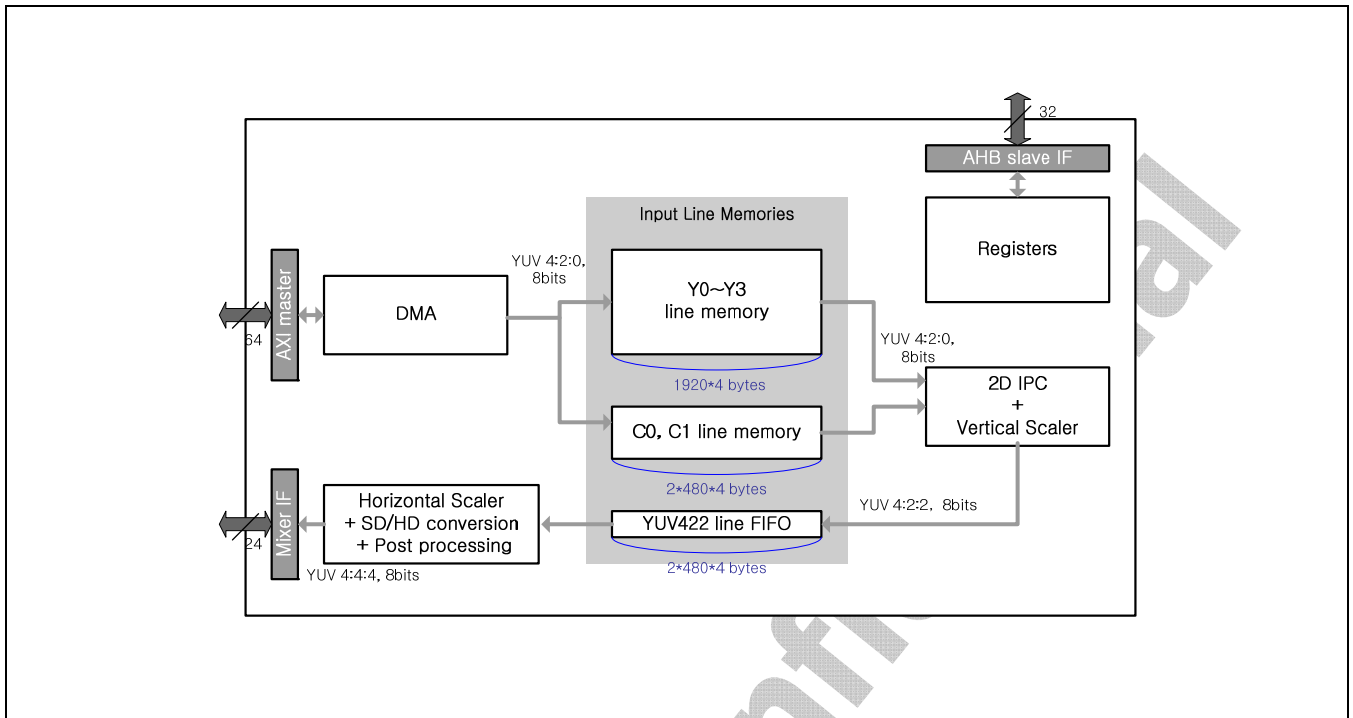 32
AHB slave IF
Registers
Input Line Memories
YUV 4:2:0,
8bits
AXI master
64
DMA
Y0~Y3
line memory
1920*4 bytes
YUV 4:2:0,
8bits
2D IPC
+
Vertical Scaler
C0, C1 line memory
2*480*4 bytes
YUV 4:2:2, 8bits
YUV422 line FIFO
2*480*4 bytes
Horizontal Scaler
+ SD/HD conversion
+ Post processing
Mixer IF
24
YUV 4:4:4, 8bits